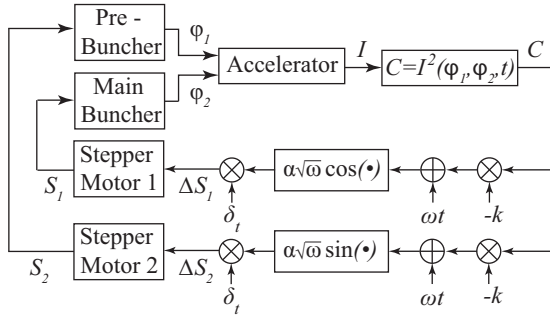 Pre -
Buncher
φ1
Main
Buncher
φ2
Accelerator
I
C=I²(φ1,φ2,t)
C
S1
Stepper
Motor 1
ΔS1
δt
α√ω cos(•)
ωt
-k
S2
Stepper
Motor 2
ΔS2
δt
α√ω sin(•)
ωt
-k